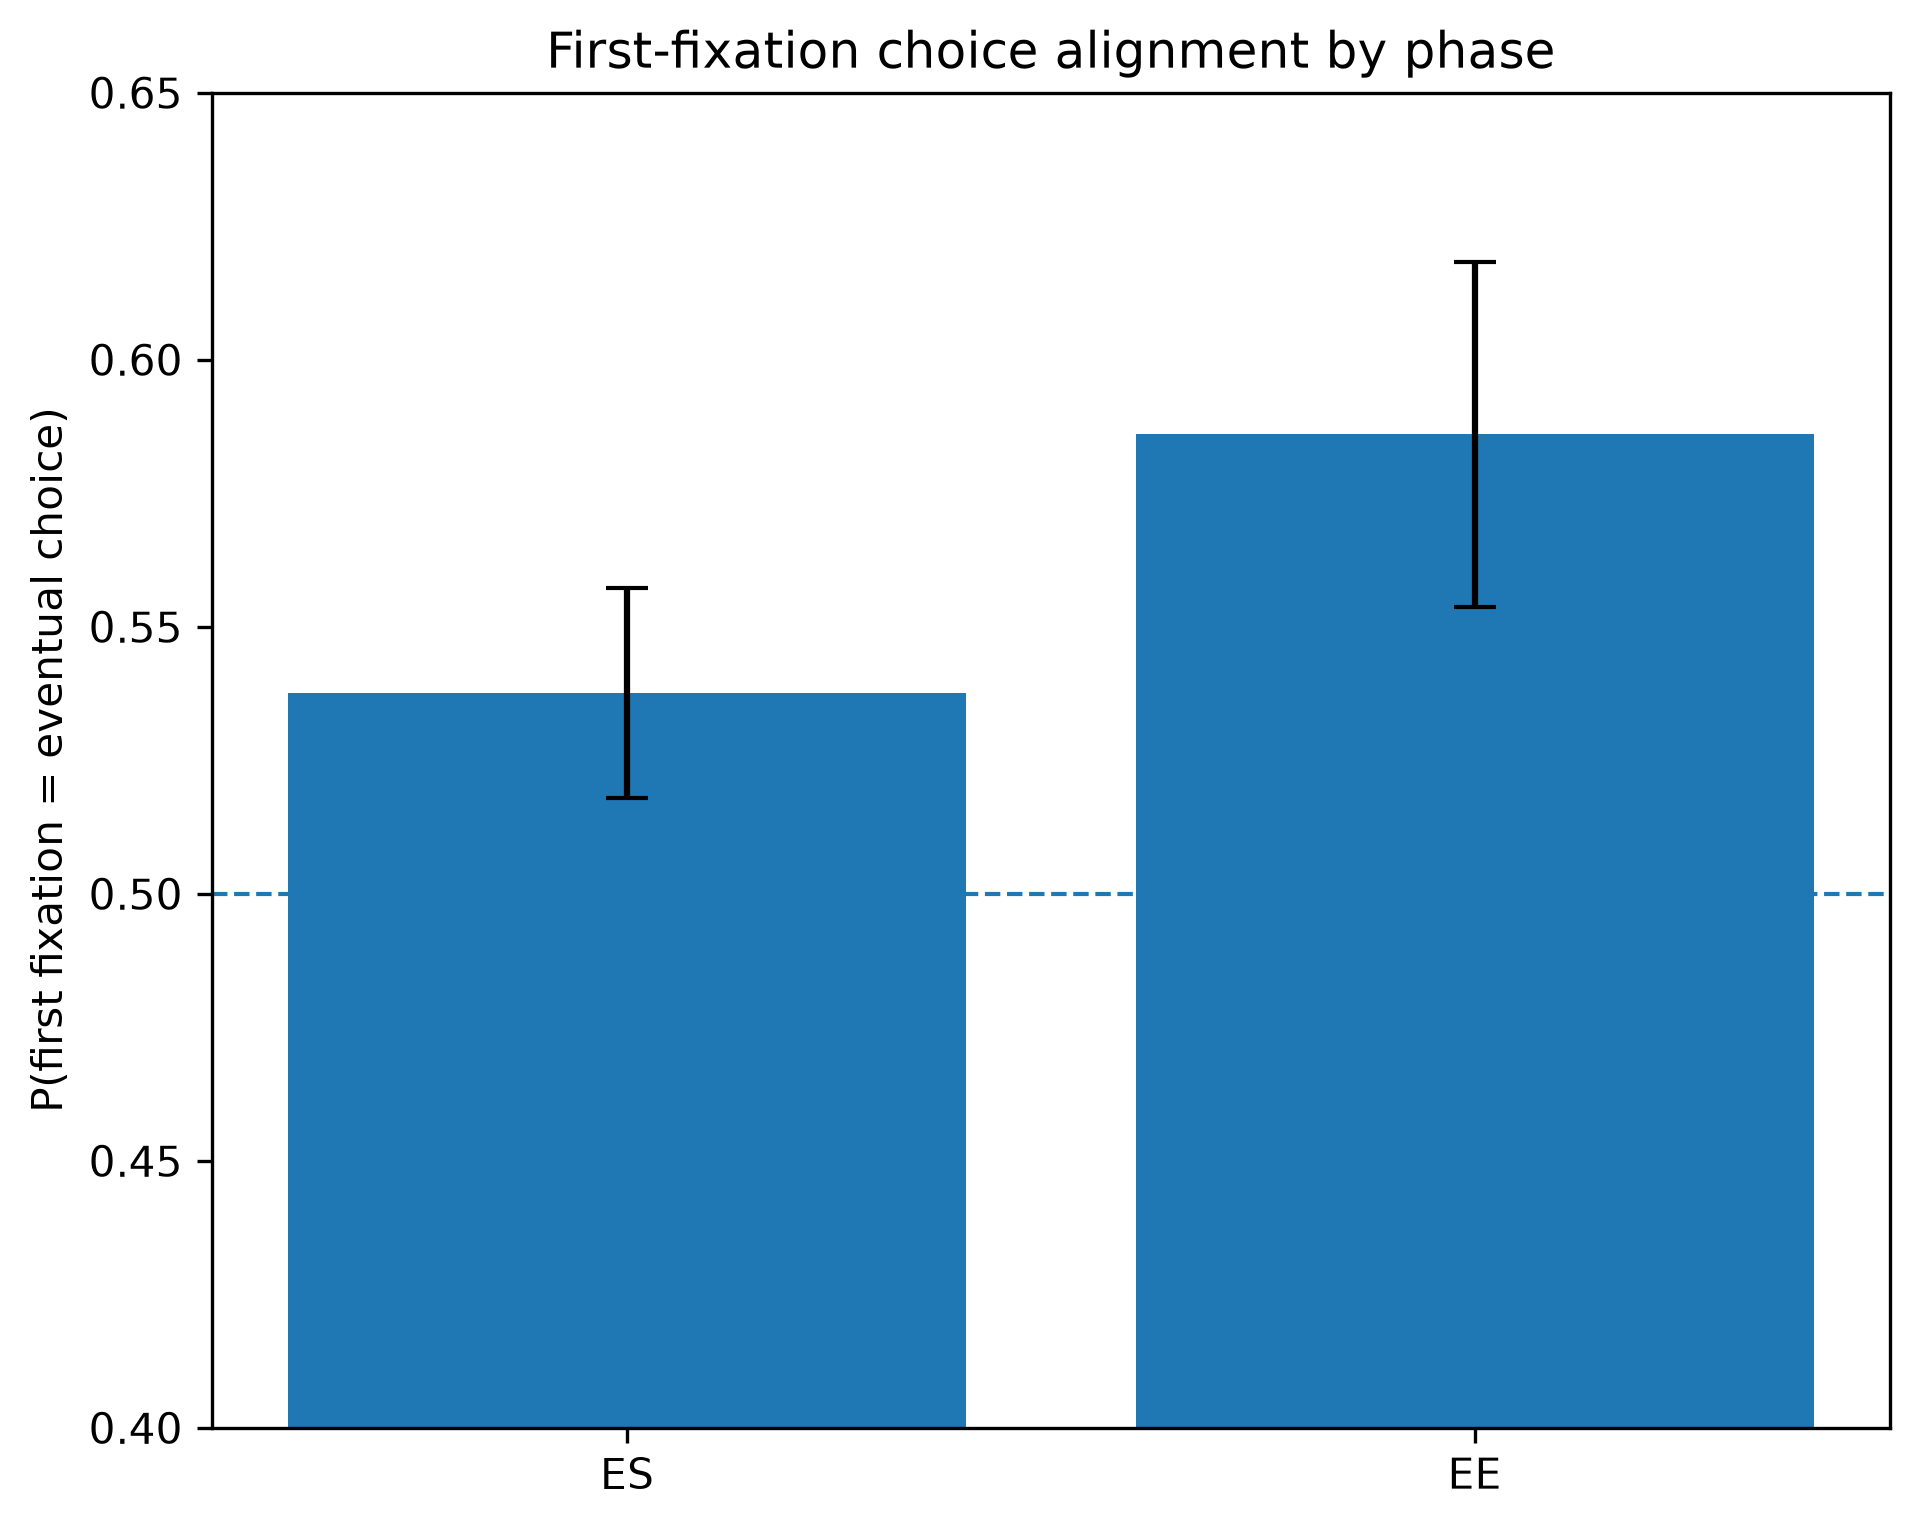 First-fixation choice alignment by phase
P(first fixation = eventual choice)
0.65
0.60
0.55
0.50
0.45
0.40
ES
EE